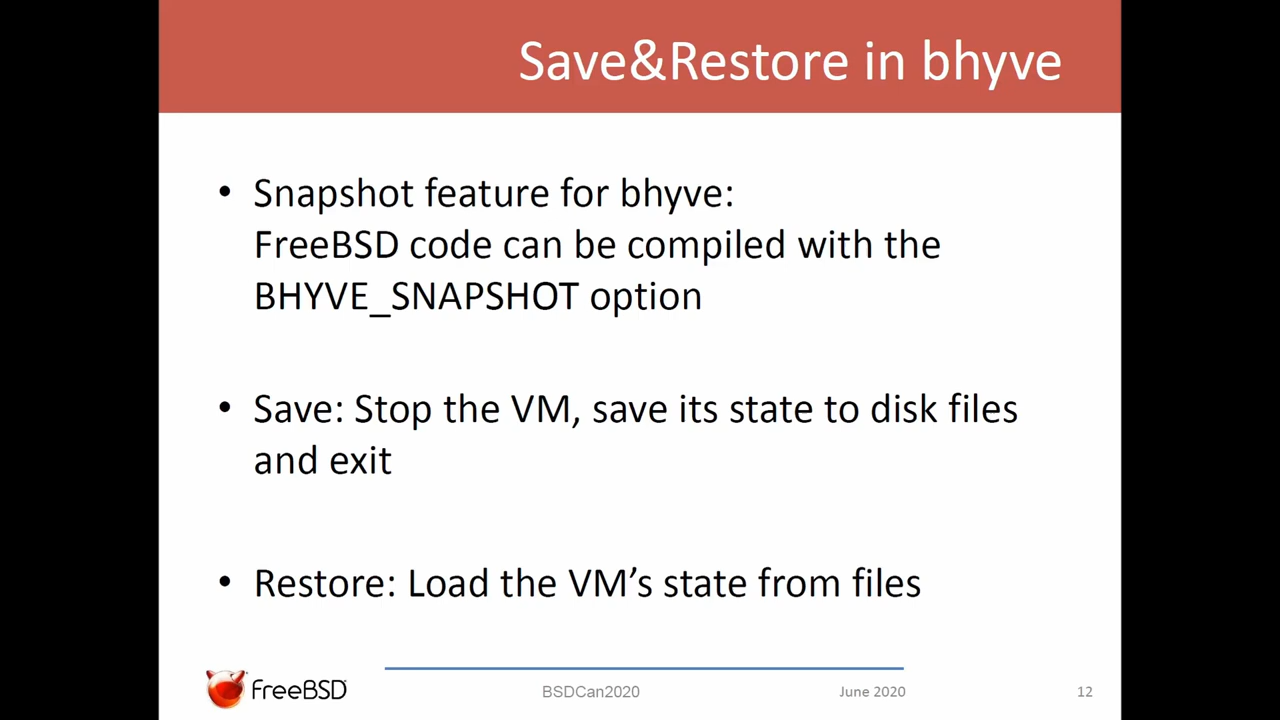 Save&Restore in bhyve
• Snapshot feature for bhyve:
FreeBSD code can be compiled with the
BHYVE_SNAPSHOT option
• Save: Stop the VM, save its state to disk files
and exit
• Restore: Load the VM’s state from files
FreeBSD
BSDCan2020
June 2020
12